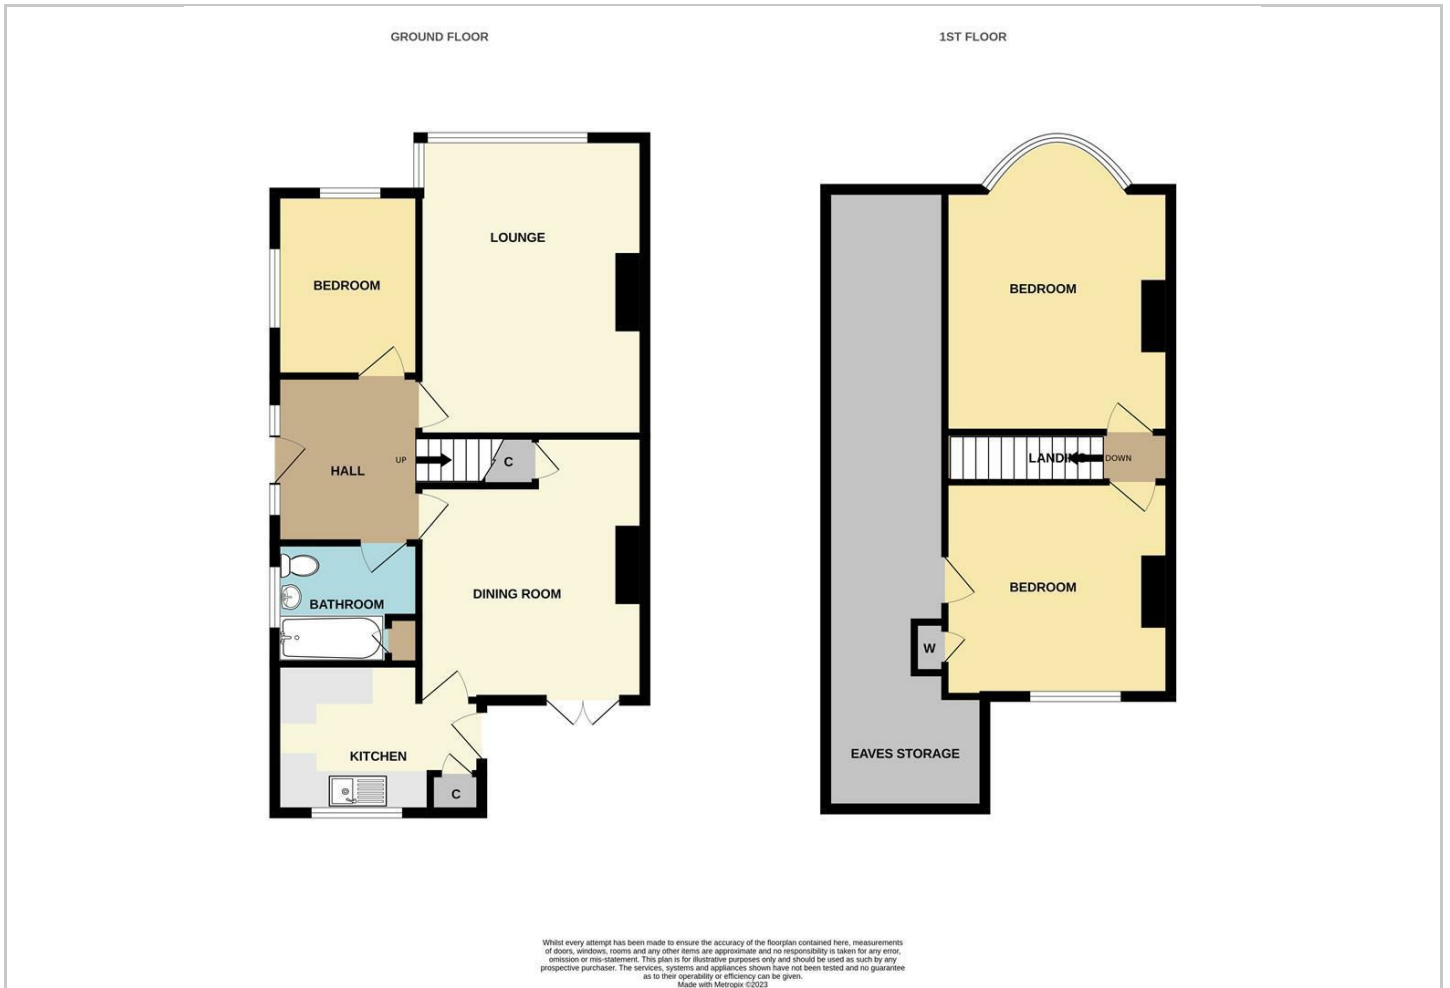 GROUND FLOOR
1ST FLOOR
LOUNGE
BEDROOM
HALL
UP
C
DINING ROOM
BATHROOM
KITCHEN
C
BEDROOM
LANDING
DOWN
BEDROOM
W
EAVES STORAGE
Whilst every attempt has been made to ensure the accuracy of the floorplan contained here, measurements
of doors, windows, rooms and any other items are approximate and no responsibility is taken for any error,
omission or mis-statement. This plan is for illustrative purposes only and should be used as such by any
prospective purchaser. The services, systems and appliances shown have not been tested and no guarantee
as to their operability or efficiency can be given.
Made with Metropix ©2023